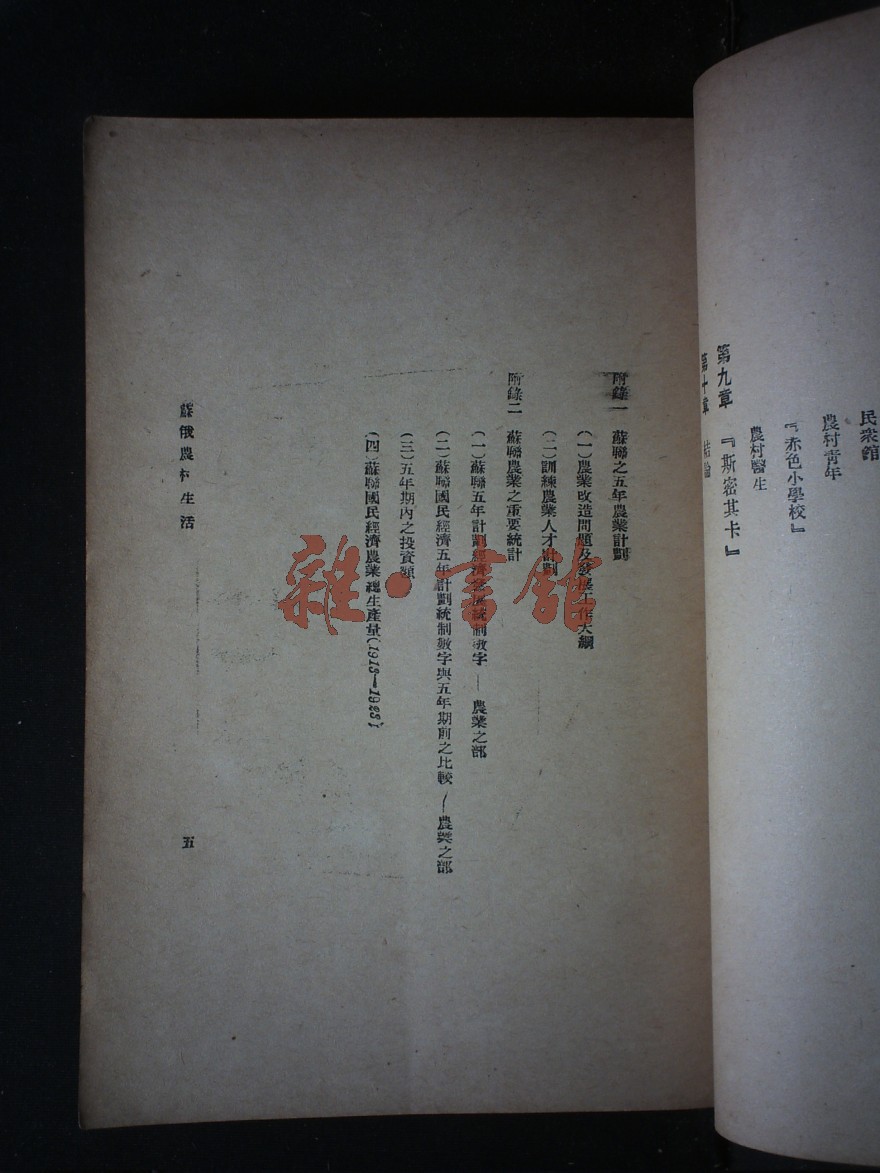 民衆館
農村青年
『赤色小學校』
農村醫生
第九章　『斯密其卡』
第十章　結論
附錄一　蘇聯之五年農業計劃
(一)農業改造問題及發展工作大綱
(二)訓練農業人才計劃
附錄二　蘇聯農業之重要統計
(一)蘇聯五年計劃經濟發展統制數字——農業之部
(二)蘇聯國民經濟五年計劃統制數字與五年期前之比較—農業之部
(三)五年期內之投資額
(四)蘇聯國民經濟農業總生產量(1913—1928)
蘇俄農村生活
五
雜·書館